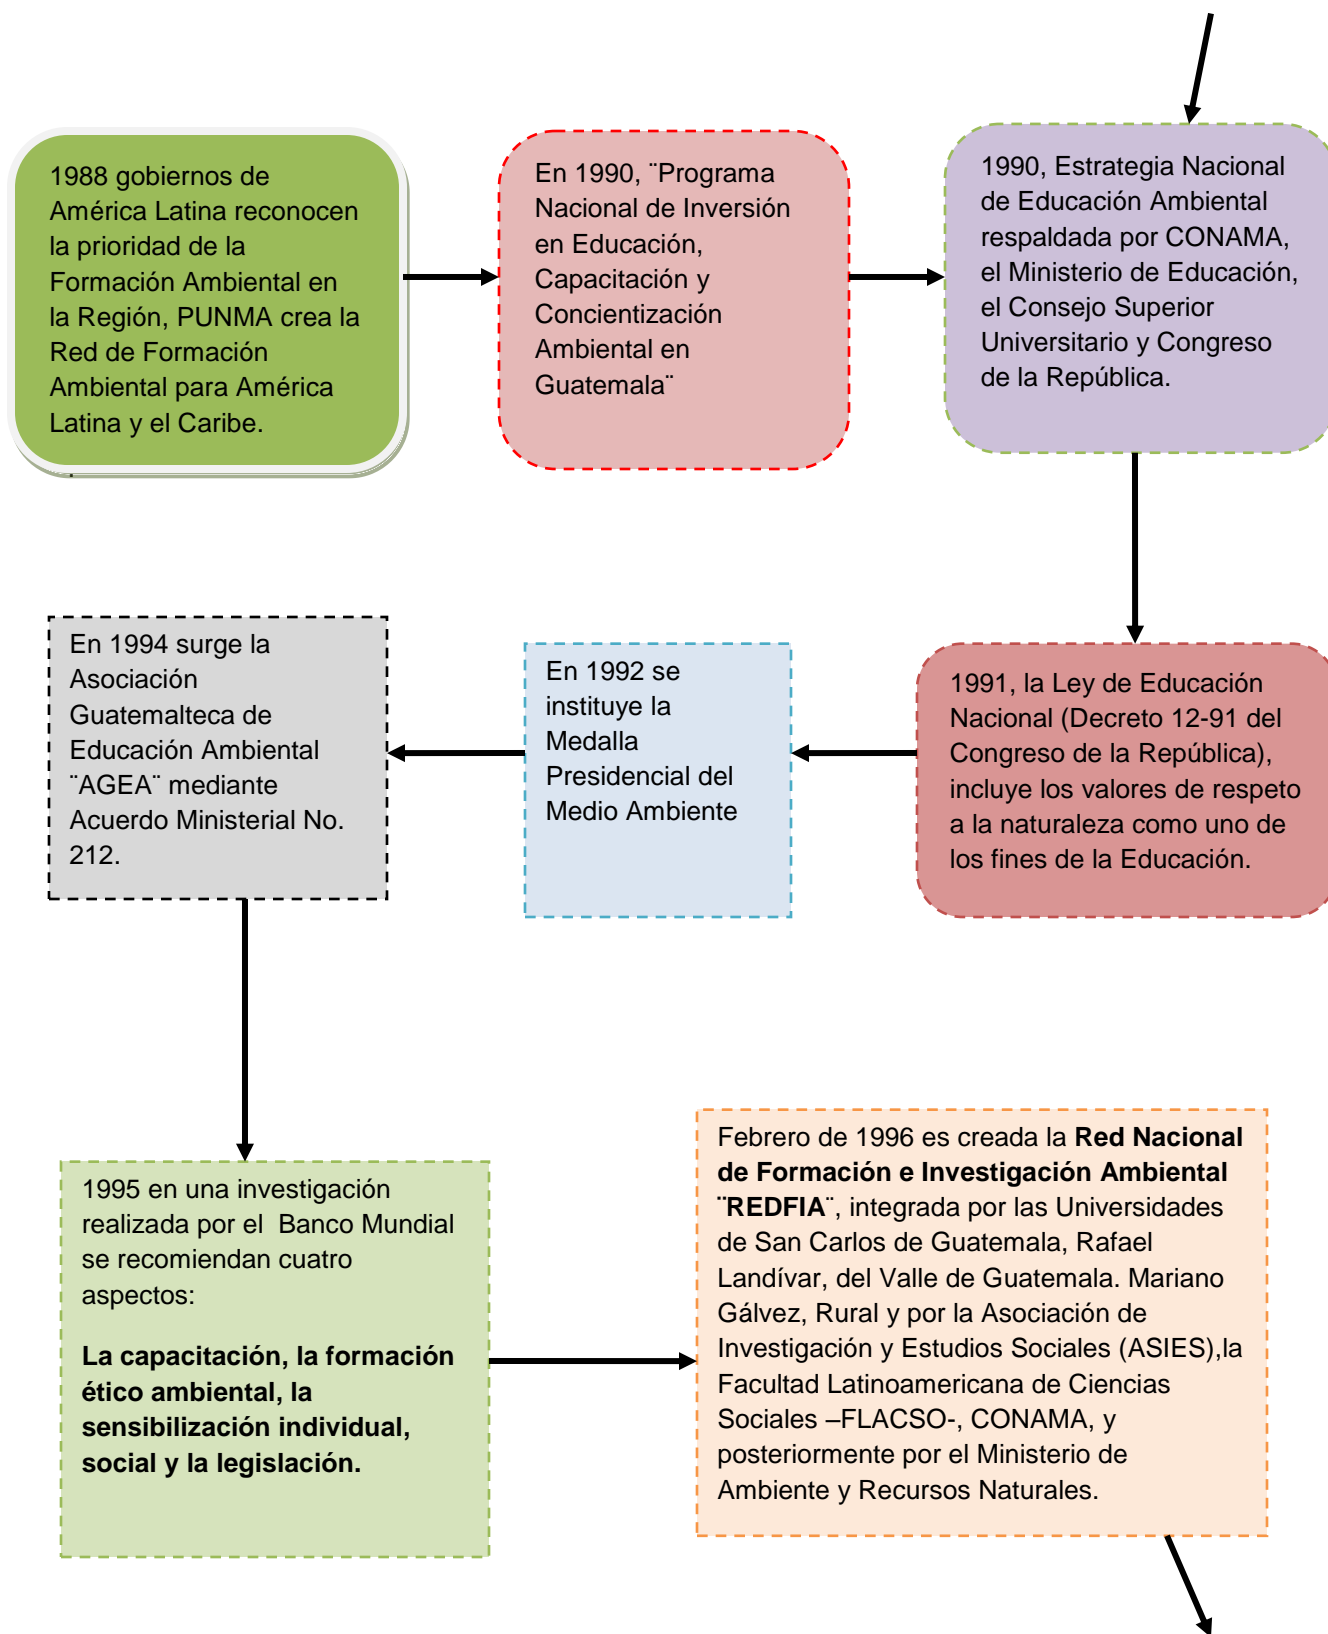 1988 gobiernos de
América Latina reconocen
la prioridad de la
Formación Ambiental en
la Región, PUNMA crea la
Red de Formación
Ambiental para América
Latina y el Caribe.
En 1990, ¨Programa
Nacional de Inversión
en Educación,
Capacitación y
Concientización
Ambiental en
Guatemala¨
1990, Estrategia Nacional
de Educación Ambiental
respaldada por CONAMA,
el Ministerio de Educación,
el Consejo Superior
Universitario y Congreso
de la República.
1991, la Ley de Educación
Nacional (Decreto 12-91 del
Congreso de la República),
incluye los valores de respeto
a la naturaleza como uno de
los fines de la Educación.
En 1992 se
instituye la
Medalla
Presidencial del
Medio Ambiente
En 1994 surge la
Asociación
Guatemalteca de
Educación Ambiental
¨AGEA¨ mediante
Acuerdo Ministerial No.
212.
1995 en una investigación
realizada por el  Banco Mundial
se recomiendan cuatro
aspectos:
La capacitación, la formación
ético ambiental, la
sensibilización individual,
social y la legislación.
Febrero de 1996 es creada la Red Nacional
de Formación e Investigación Ambiental
¨REDFIA¨, integrada por las Universidades
de San Carlos de Guatemala, Rafael
Landívar, del Valle de Guatemala. Mariano
Gálvez, Rural y por la Asociación de
Investigación y Estudios Sociales (ASIES),la
Facultad Latinoamericana de Ciencias
Sociales –FLACSO-, CONAMA, y
posteriormente por el Ministerio de
Ambiente y Recursos Naturales.